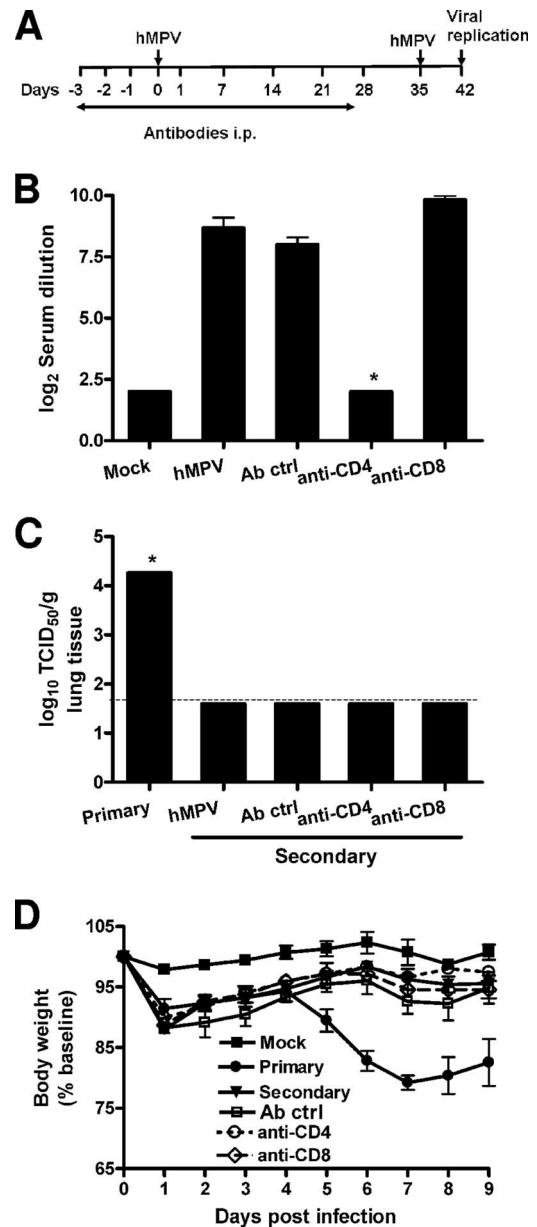 A
hMPV
hMPV
Viral
replication
Days -3 -2 -1 0 1 7 14 21 28 35 42
Antibodies i.p.
B
log2 Serum dilution
10.0
7.5
5.0
2.5
0.0
*
Mock hMPV Ab ctrl anti-CD4 anti-CD8
C
log10 TCID50/g
lung tissue
5
4
3
2
1
0
*
Primary hMPV Ab ctrl anti-CD4 anti-CD8
Secondary
D
Body weight
(% baseline)
105
95
85
75
65
Mock
Primary
Secondary
Ab ctrl
anti-CD4
anti-CD8
0 1 2 3 4 5 6 7 8 9
Days post infection